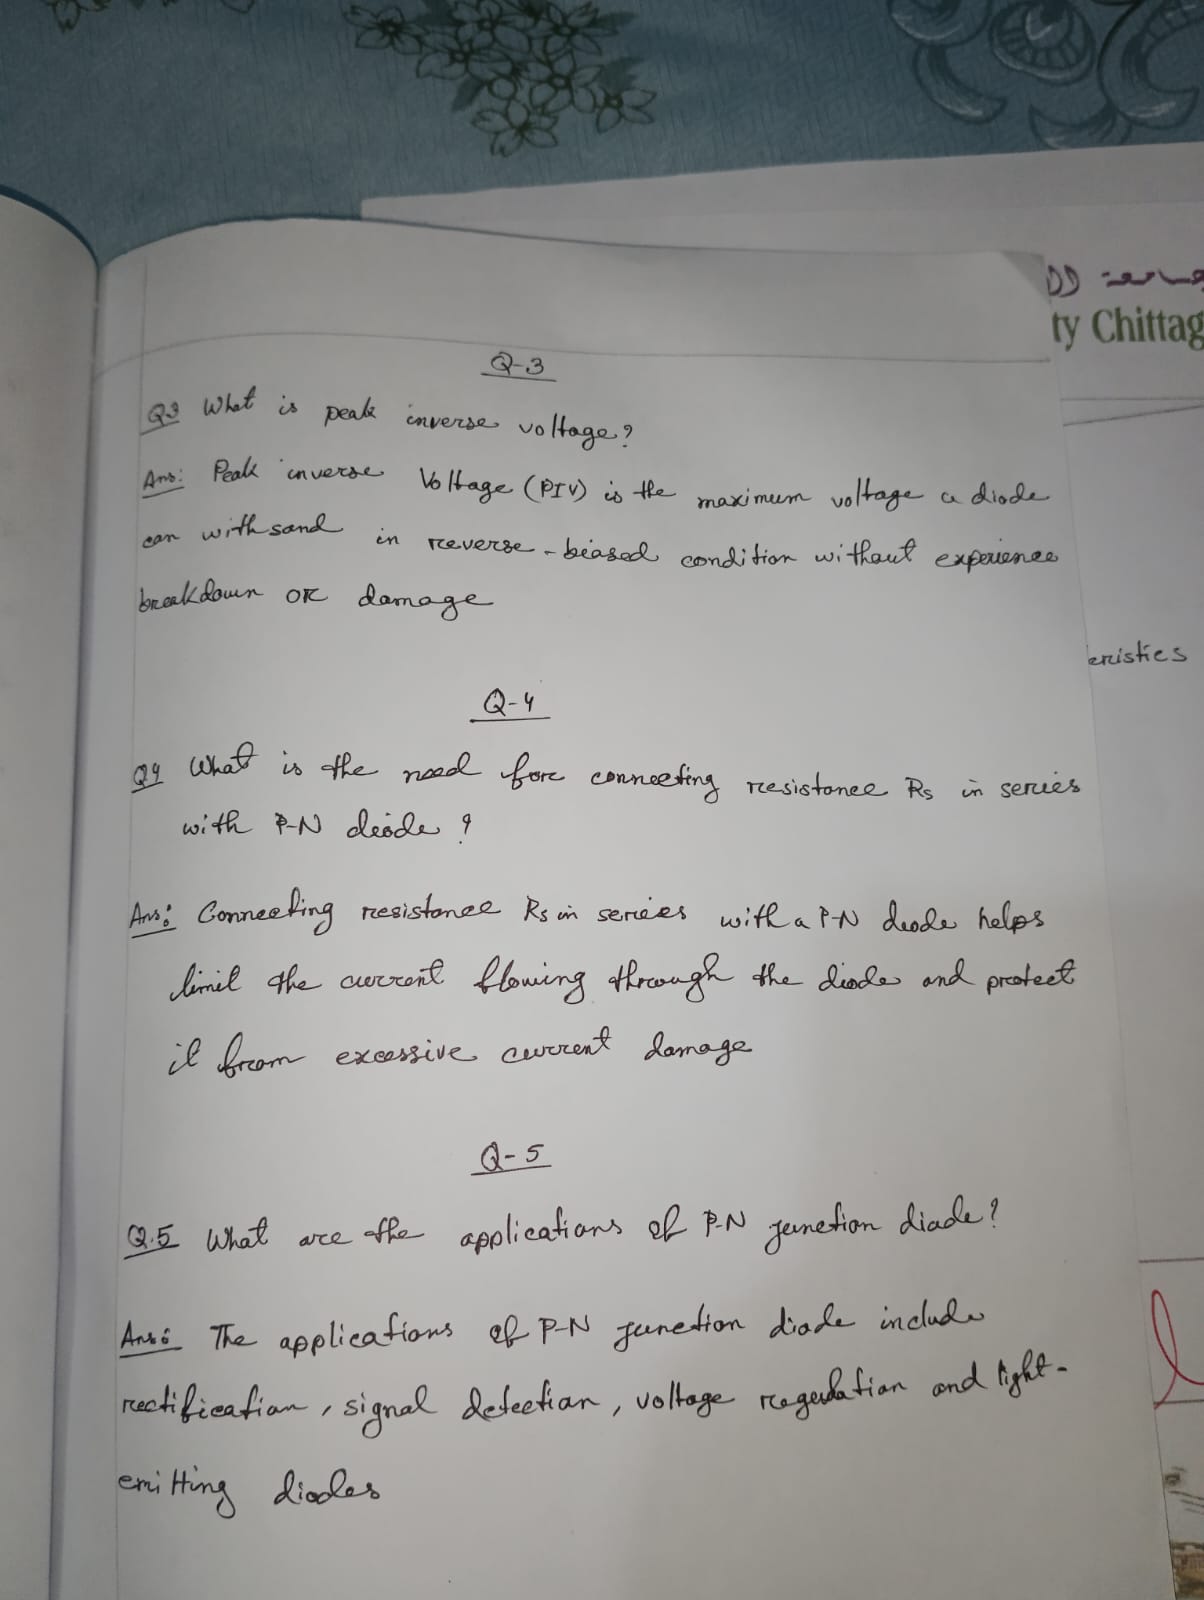 جامعة الا
ty Chittag
Q-3
Q3 What is peak inverse voltage?
Ans: Peak inverse Voltage (PIV) is the maximum voltage a diode
can withsand in reverse-biased condition without experience
breakdown or damage
eristics
Q-4
Q4 What is the need for connecting resistance Rs in series
with P-N diode?
Ans: Connecting resistance Rs in series with a P-N diode helps
limit the current flowing through the diode and protect
it from excessive current damage
Q-5
Q.5 What are the applications of P-N junction diade?
Ans: The applications of P-N junction diode include
rectification, signal detection, voltage regulation and light-
emitting diodes